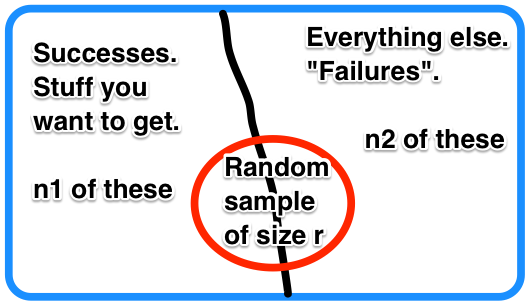 Successes.
Stuff you
want to get.
n1 of these
Everything else.
"Failures".
n2 of these
Random
sample
of size r